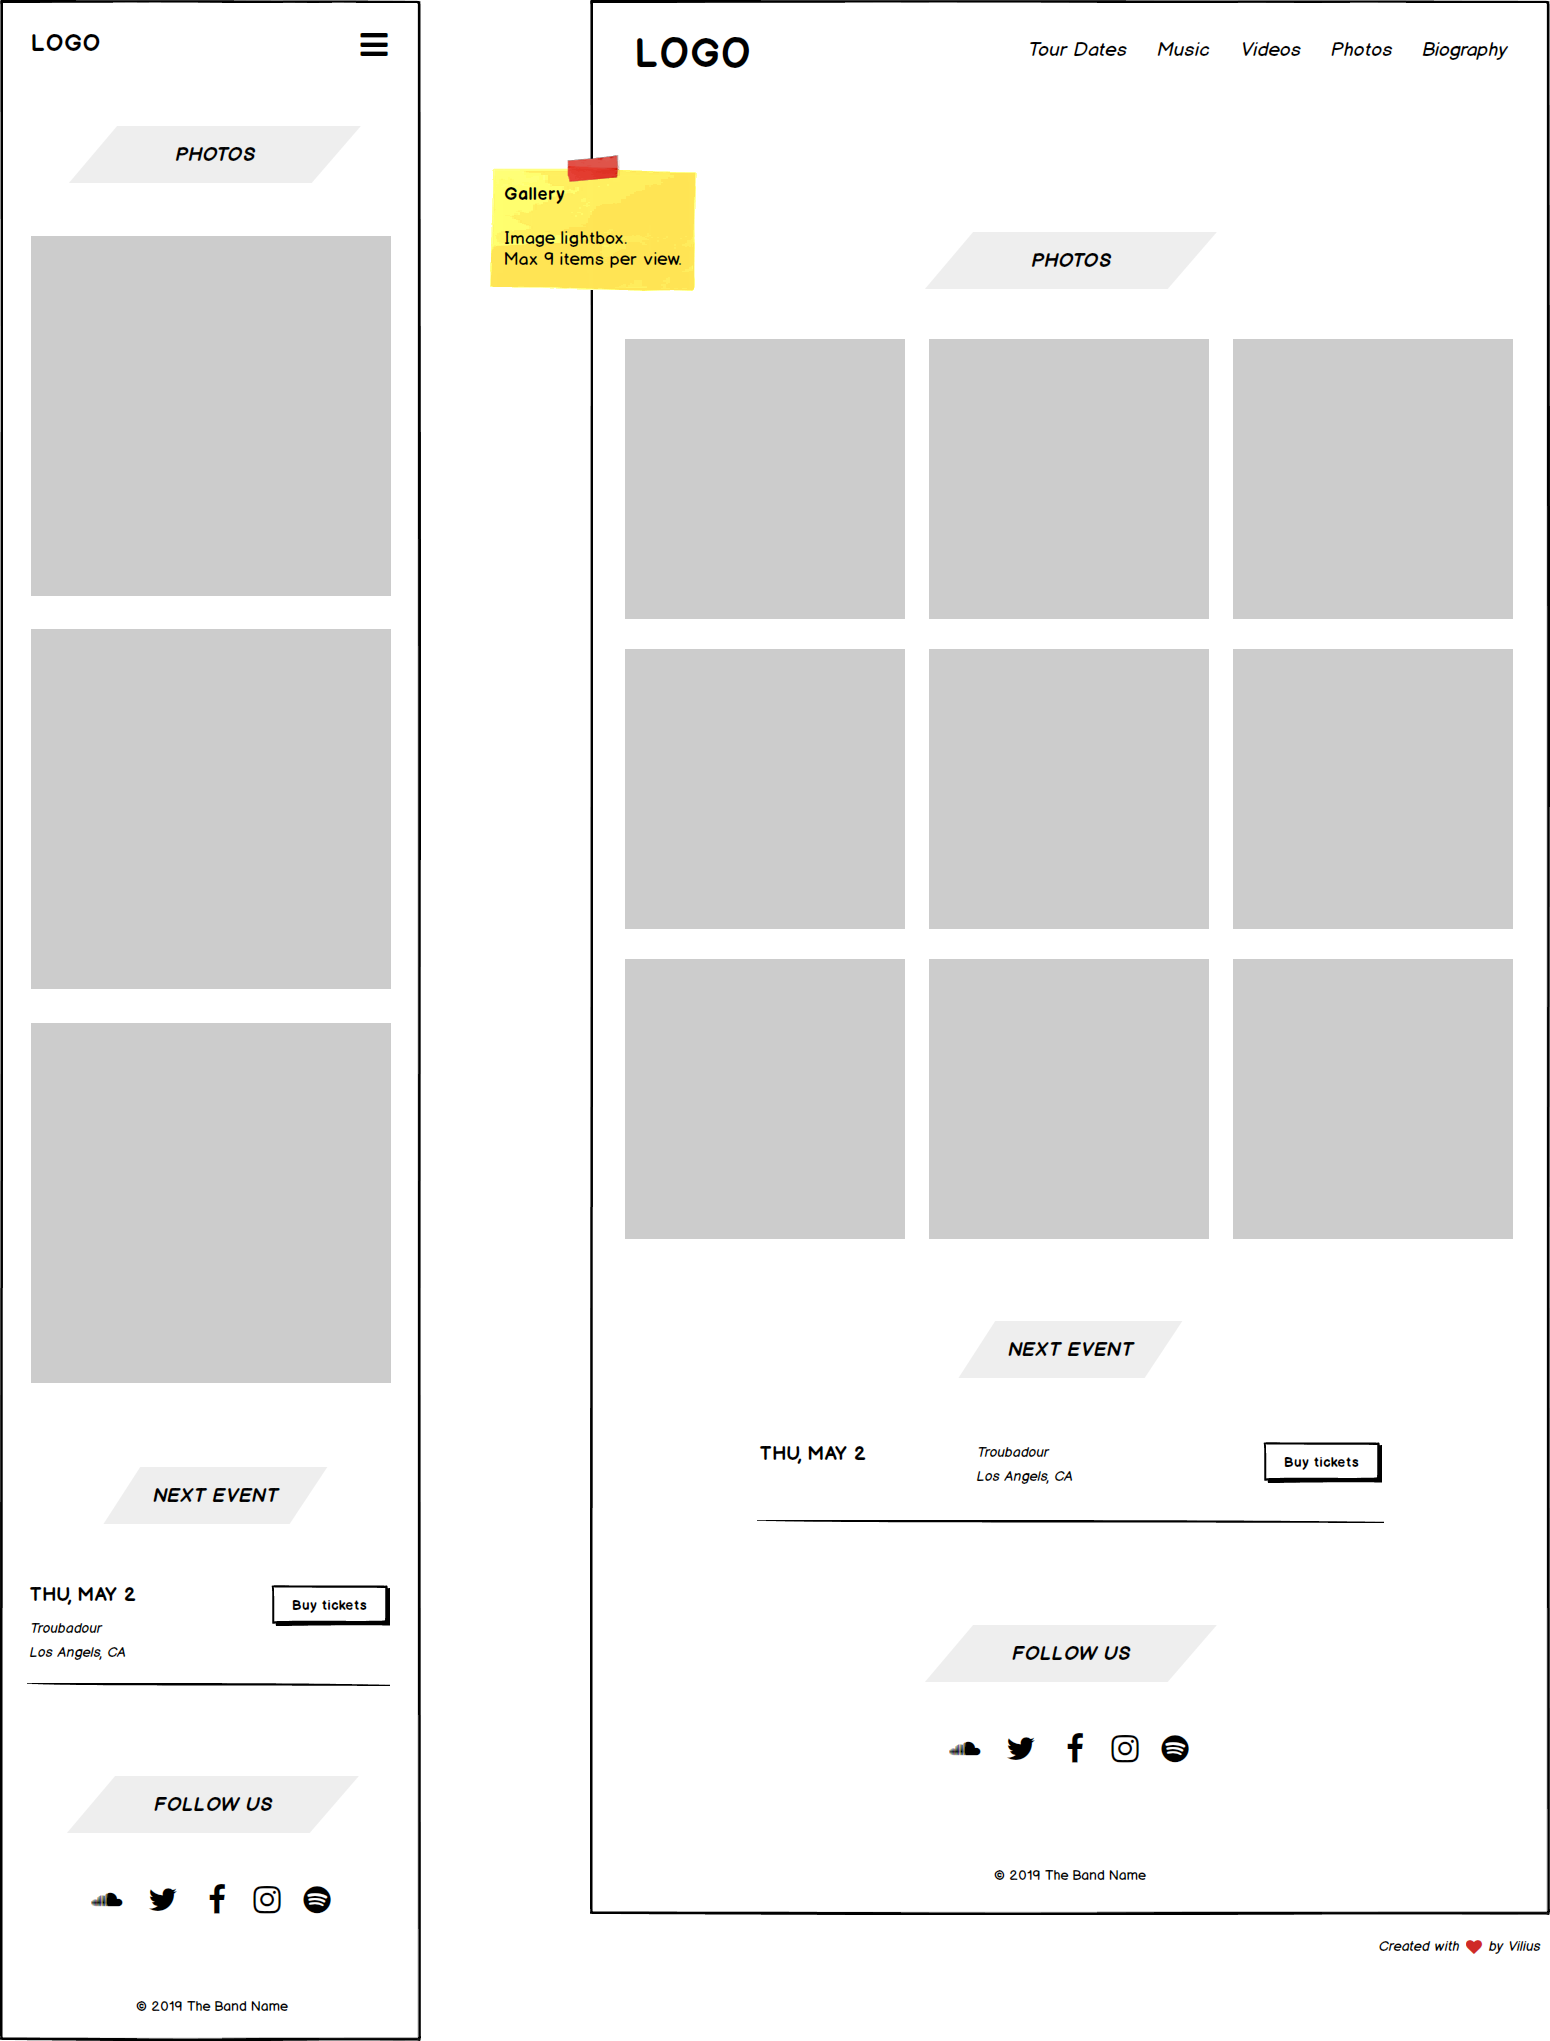 LOGO
PHOTOS
NEXT EVENT
THU, MAY 2
Buy tickets
Troubadour
Los Angels, CA
FOLLOW US
© 2019 The Band Name
Gallery
Image lightbox.
Max 9 items per view.
LOGO
Tour Dates Music Videos Photos Biography
PHOTOS
NEXT EVENT
THU, MAY 2
Troubadour
Los Angels, CA
Buy tickets
FOLLOW US
© 2019 The Band Name
Created with ❤ by Vilius